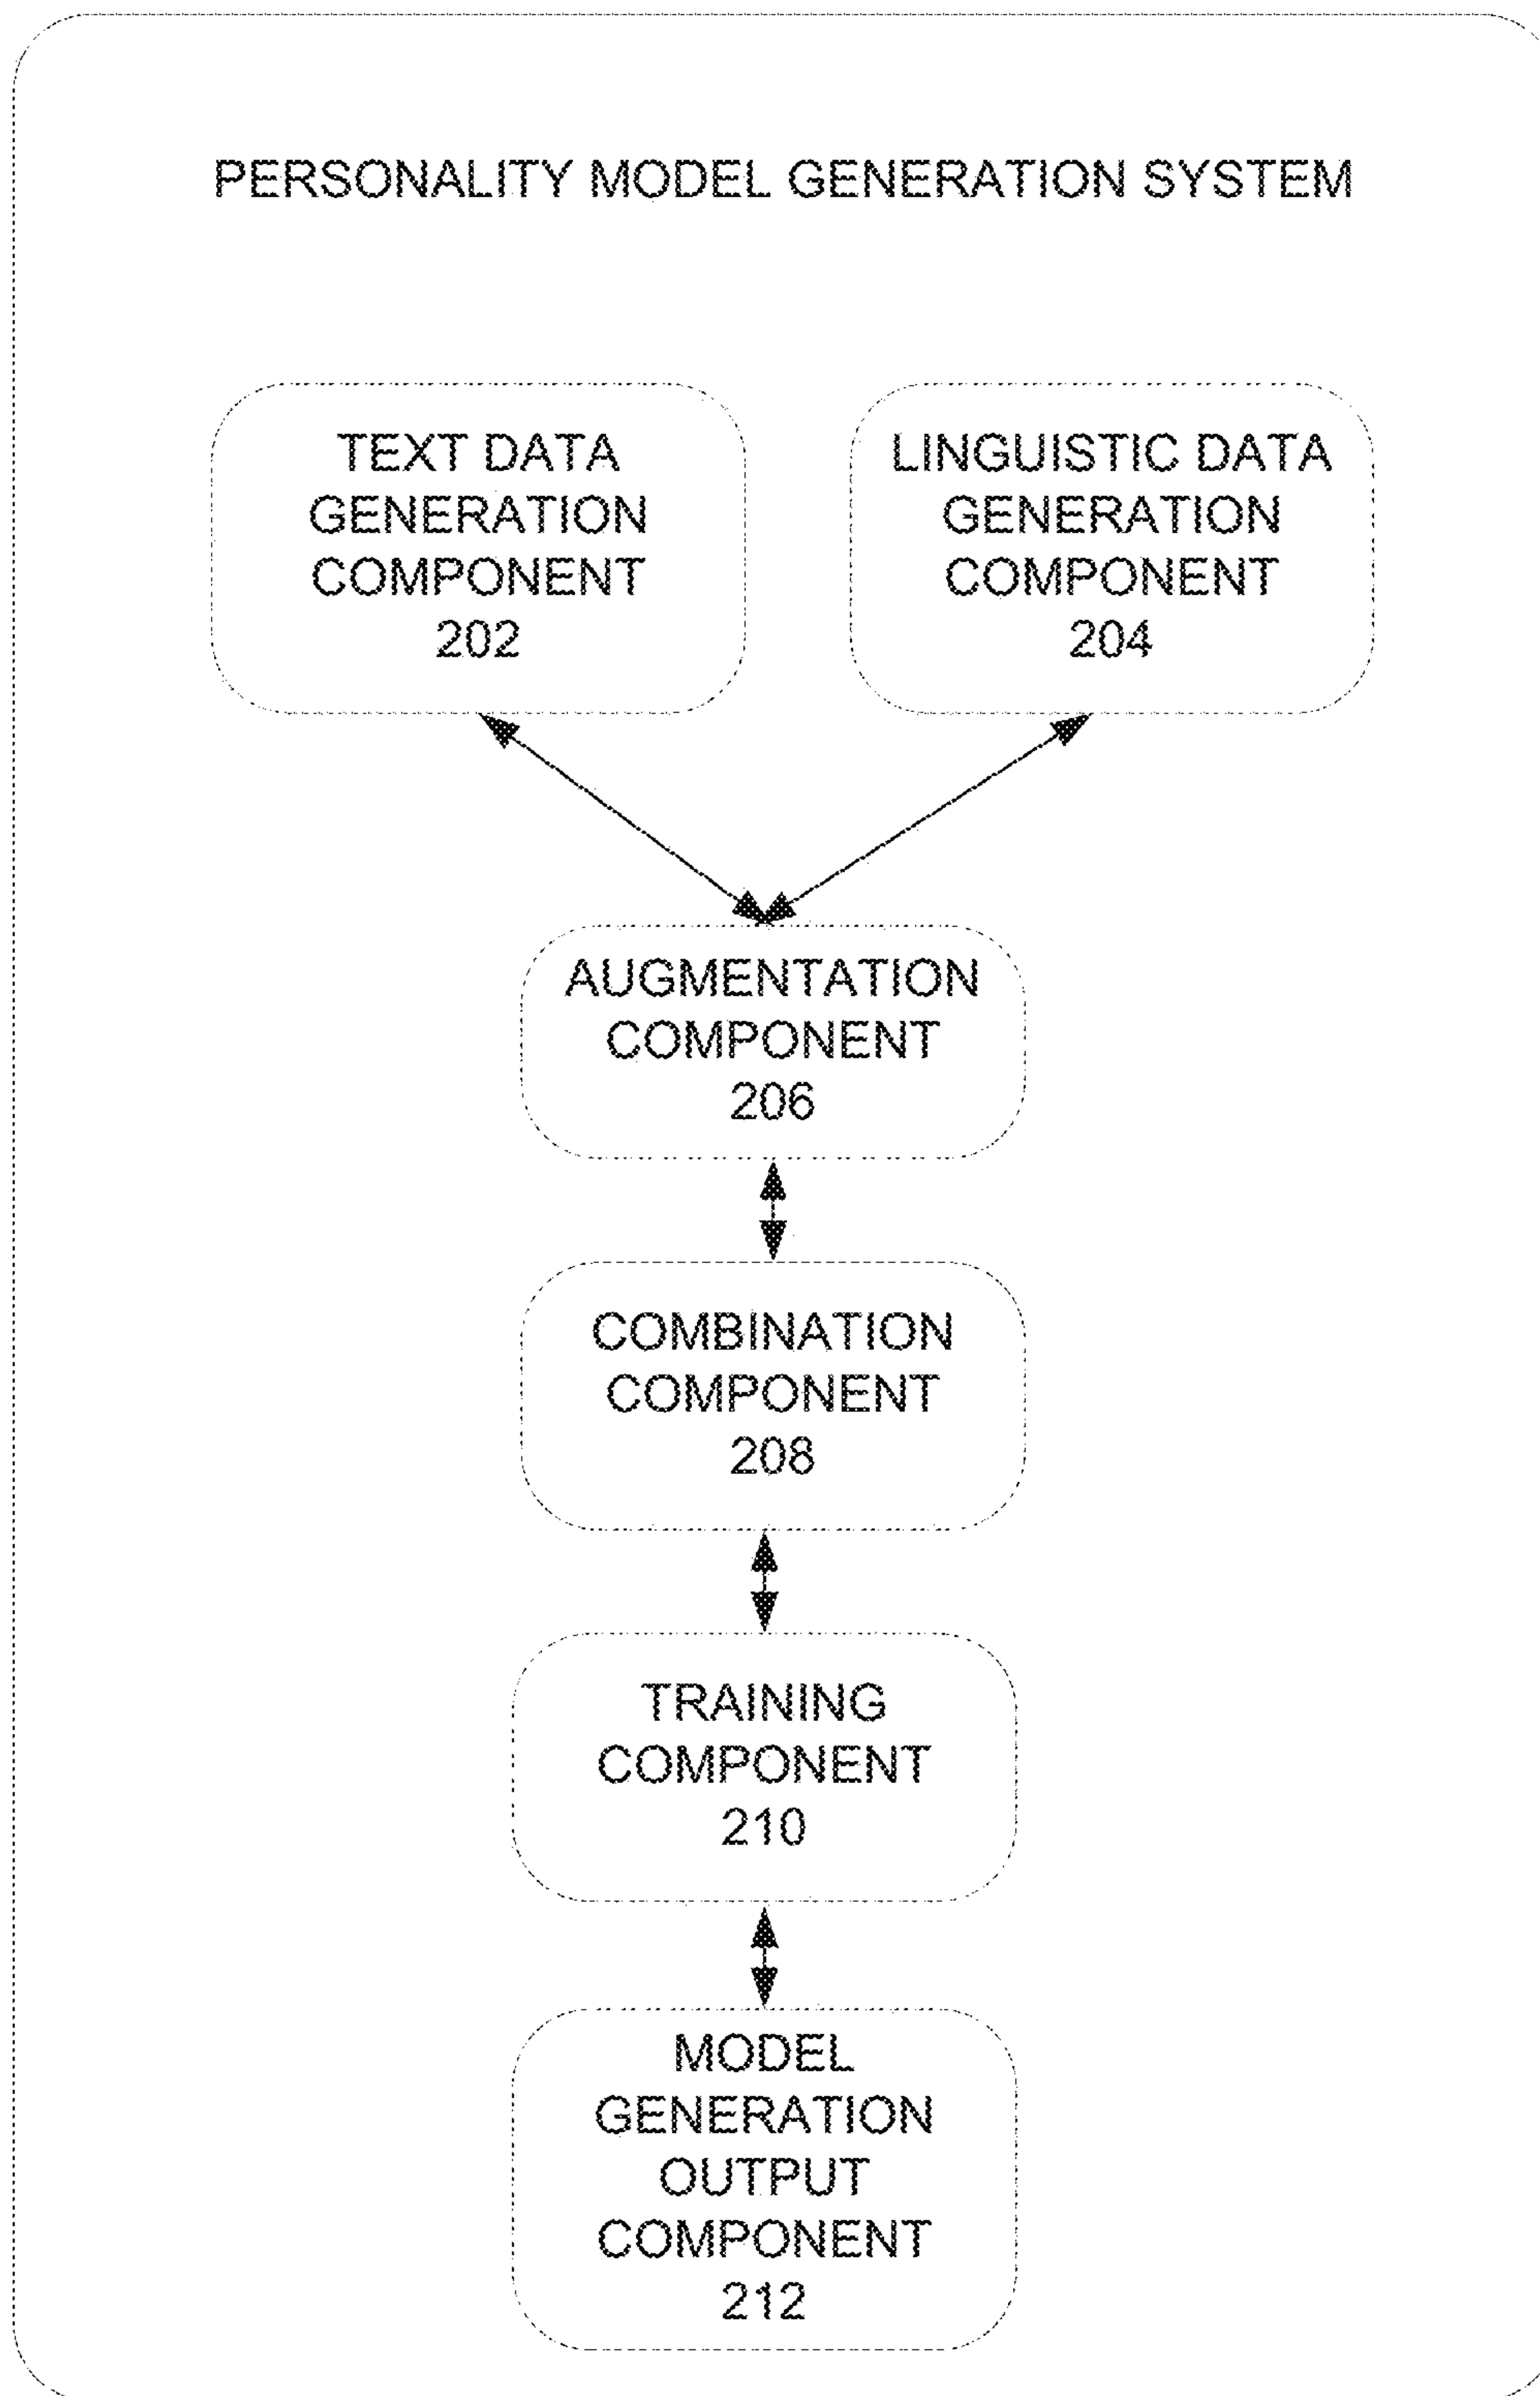 PERSONALITY MODEL GENERATION SYSTEM
TEXT DATA
GENERATION
COMPONENT
202
LINGUISTIC DATA
GENERATION
COMPONENT
204
AUGMENTATION
COMPONENT
206
COMBINATION
COMPONENT
208
TRAINING
COMPONENT
210
MODEL
GENERATION
OUTPUT
COMPONENT
212